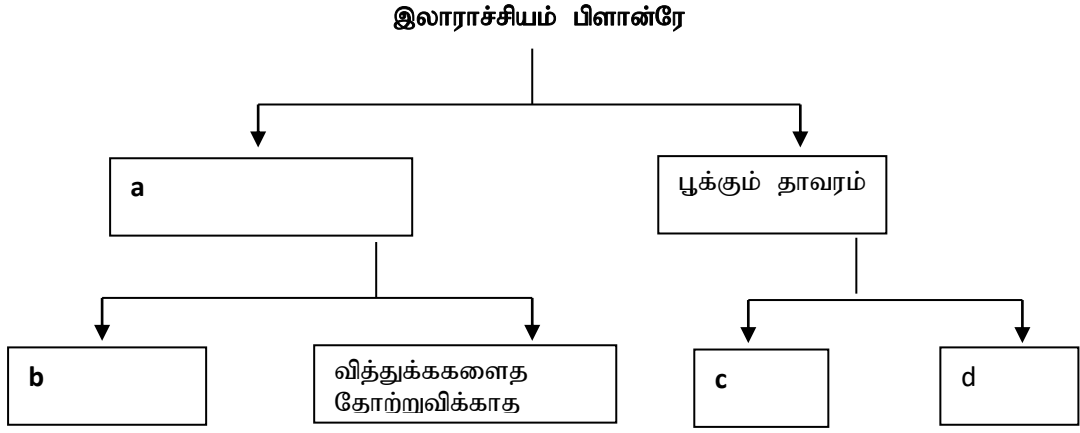 இலாராச்சியம் பிளான்ரே
a
பூக்கும் தாவரம்
b
வித்துக்ககளைத
தோற்றுவிக்காத
c
d